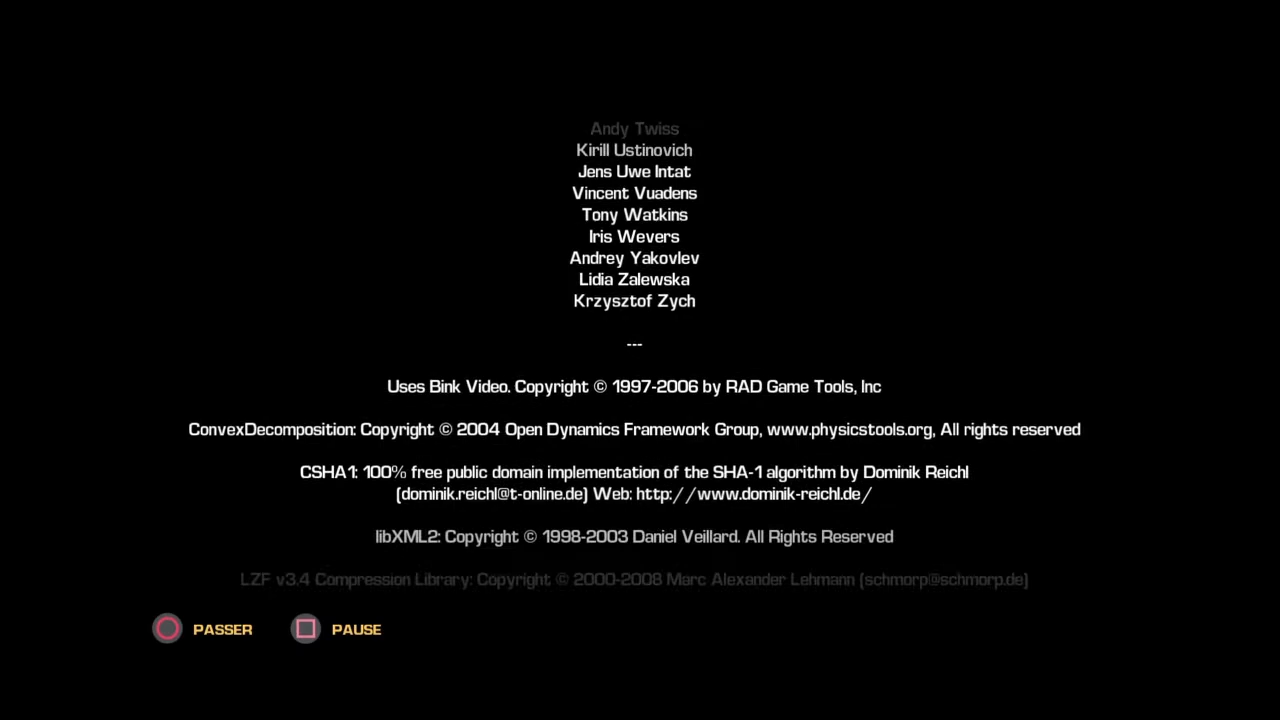 Andy Twiss
Kirill Ustinovich
Jens Uwe Intat
Vincent Vuadens
Tony Watkins
Iris Wevers
Andrey Yakovlev
Lidia Zalewska
Krzysztof Zych
---
Uses Bink Video. Copyright © 1997-2006 by RAD Game Tools, Inc
ConvexDecomposition: Copyright © 2004 Open Dynamics Framework Group, www.physicstools.org, All rights reserved
CSHA1: 100% free public domain implementation of the SHA-1 algorithm by Dominik Reichl
(dominik.reichl@t-online.de) Web: http://www.dominik-reichl.de/
libXML2: Copyright © 1998-2003 Daniel Veillard. All Rights Reserved
LZF v3.4 Compression Library: Copyright © 2000-2008 Marc Alexander Lehmann (schmorp@schmorp.de)
PASSER PAUSE